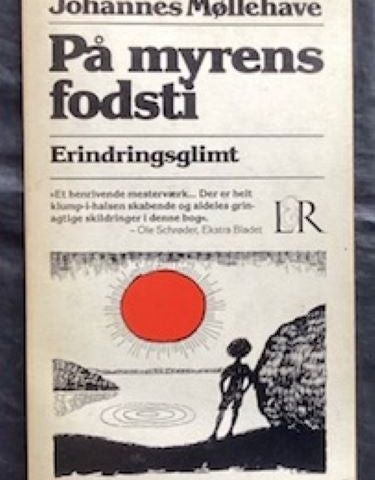 Johannes Møllehave
På myrens
fodsti
Erindringsglimt
»Et henrivende mesterværk... Der er helt
klump-i-halsen skabende og aldeles grin-
agtige skildringer i denne bog«.
– Ole Schrøder, Ekstra Bladet
L&R